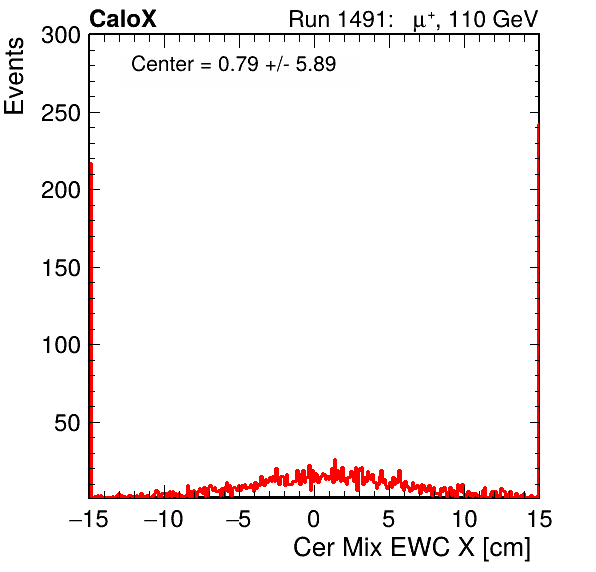 CaloX Run 1491: μ⁺, 110 GeV
Center = 0.79 +/- 5.89
Events
300
250
200
150
100
50
−15 −10 −5 0 5 10 15
Cer Mix EWC X [cm]